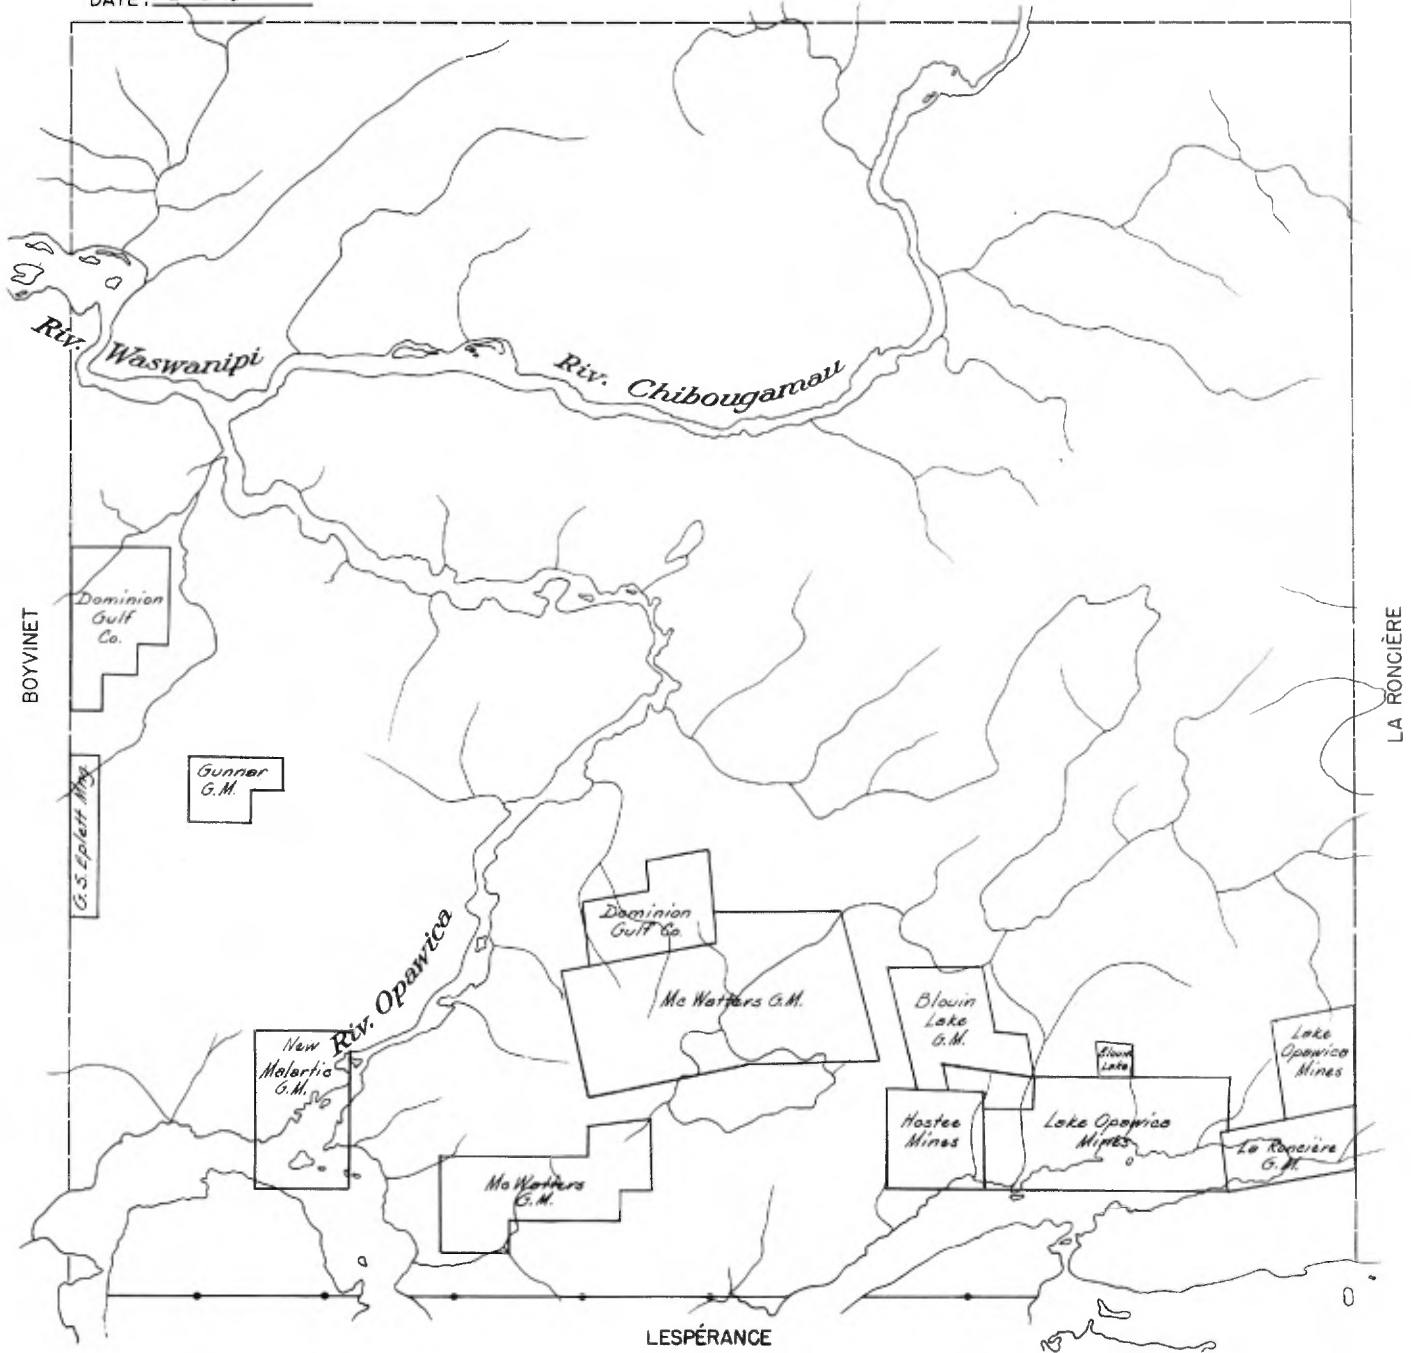 DATE:
Riv. Waswanipi
Riv. Chibougamau
BOYVINET
LA RONCIÈRE
Dominion
Gulf
Co.
G.S. Eplett Mng.
Gunnar
G.M.
Riv. Opawica
Dominion
Gulf Co.
Mc Watters G.M.
Blouin
Lake
G.M.
Blouin
Lake
Lake
Opawica
Mines
New
Malartic
G.M.
Hostee
Mines
Lake Opawica
Mines
La Roncière
G.M.
Mc Watters
G.M.
0
LESPÉRANCE